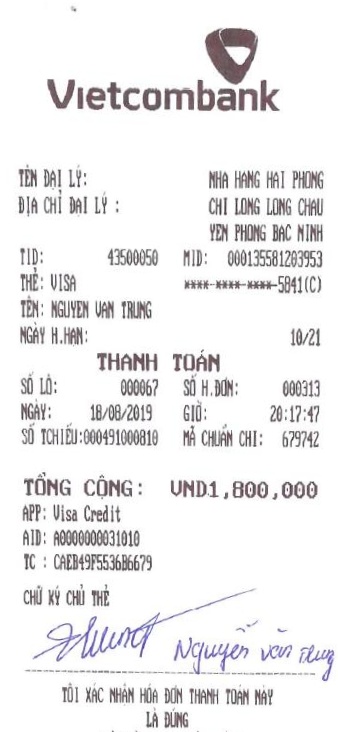 Vietcombank
TÊN ĐẠI LÝ: NHA HANG HAI PHONG
ĐỊA CHỈ ĐẠI LÝ : CHI LONG LONG CHAU
YEN PHONG BAC NINH
TID: 43500050 MID: 000135581203953
THẺ: VISA ****-****-****-5841(C)
TÊN: NGUYEN VAN TRUNG
NGÀY H.HẠN: 10/21
THANH TOÁN
SỐ LÔ: 000067 SỐ H.ĐƠN: 000313
NGÀY: 18/08/2019 GIỜ: 20:17:47
SỐ TCHIẾU:000491000810 MÃ CHUẨN CHI: 679742
TỔNG CỘNG: VND1,800,000
APP: Visa Credit
AID: A0000000031010
TC : CAEB49F5536B6679
CHỮ KÝ CHỦ THẺ
Nguyễn văn
TÔI XÁC NHẬN HÓA ĐƠN THANH TOÁN NÀY
LÀ ĐÚNG